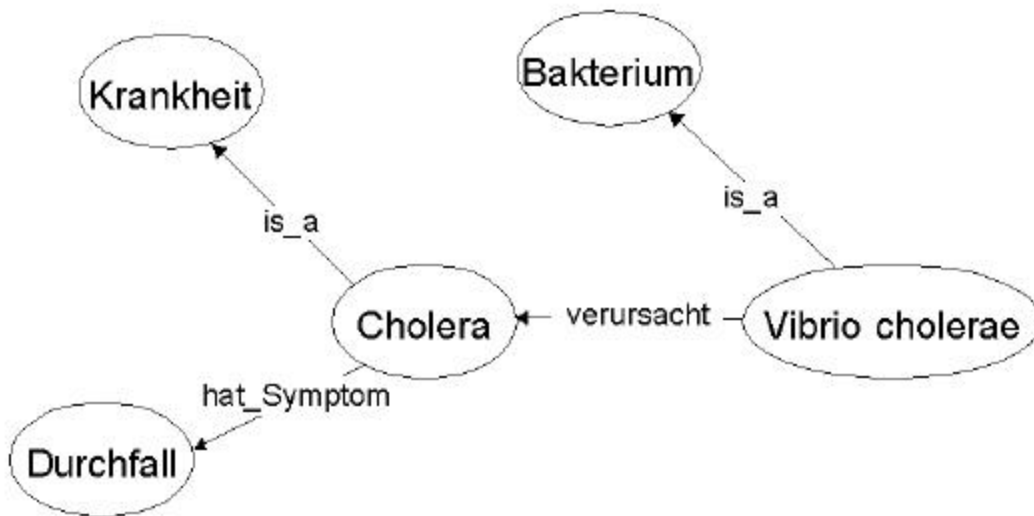 Bakterium
Krankheit
is_a
is_a
Cholera
verursacht
Vibrio cholerae
hat_Symptom
Durchfall